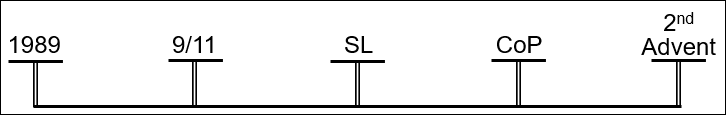 1989
9/11
SL
CoP
2nd
Advent